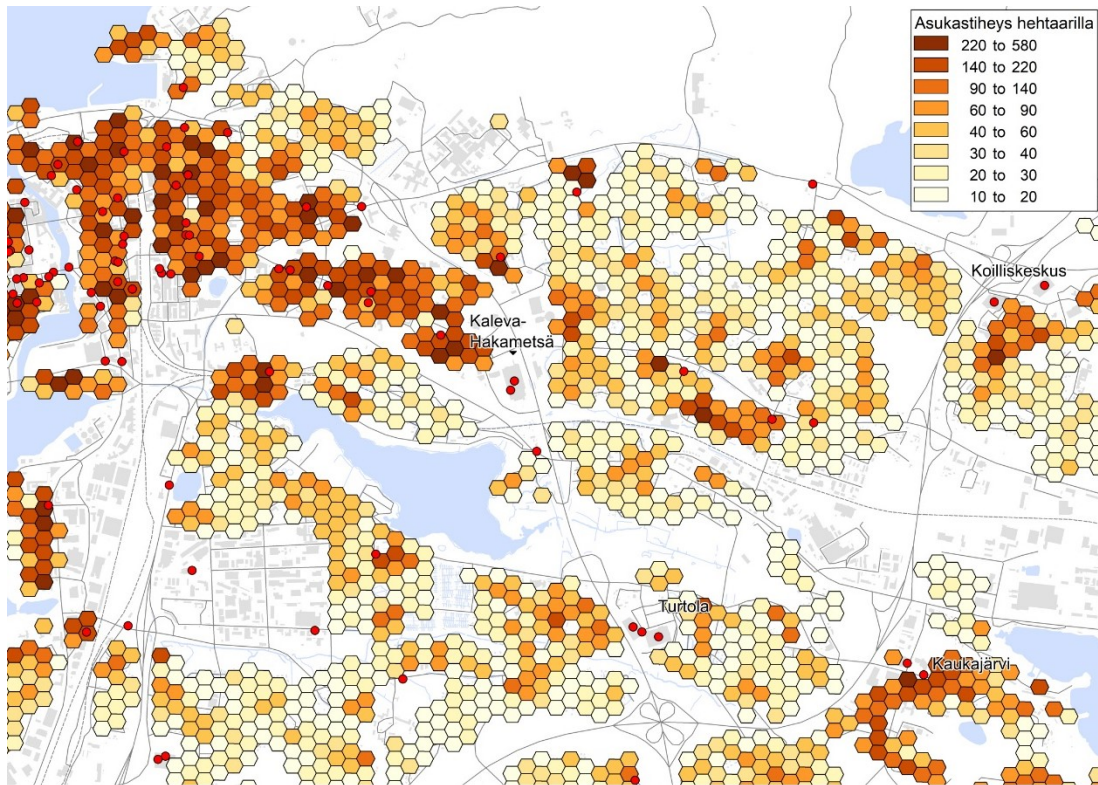 Asukastiheys hehtaarilla
220 to 580
140 to 220
90 to 140
60 to 90
40 to 60
30 to 40
20 to 30
10 to 20
Koilliskeskus
Kaleva-
Hakametsä
Turtola
Kaukajärvi